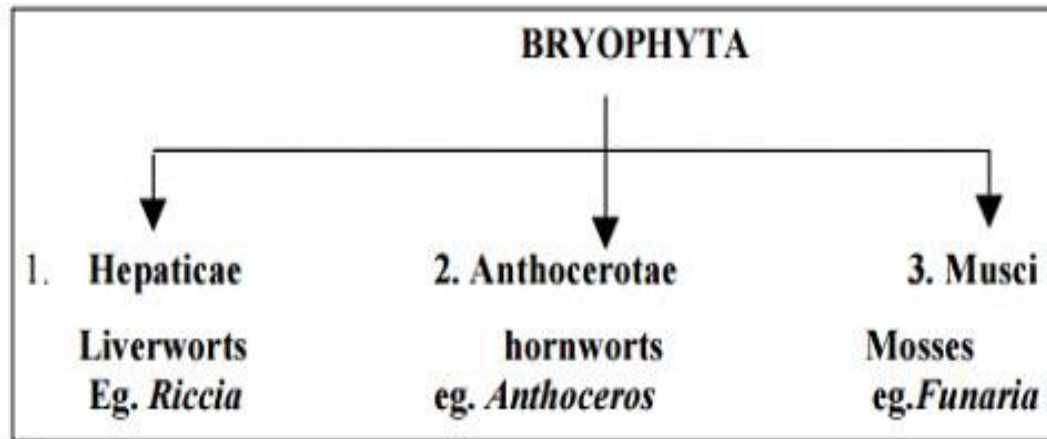 BRYOPHYTA
1. Hepaticae 2. Anthocerotae 3. Musci
Liverworts hornworts Mosses
Eg. Riccia eg. Anthoceros eg.Funaria